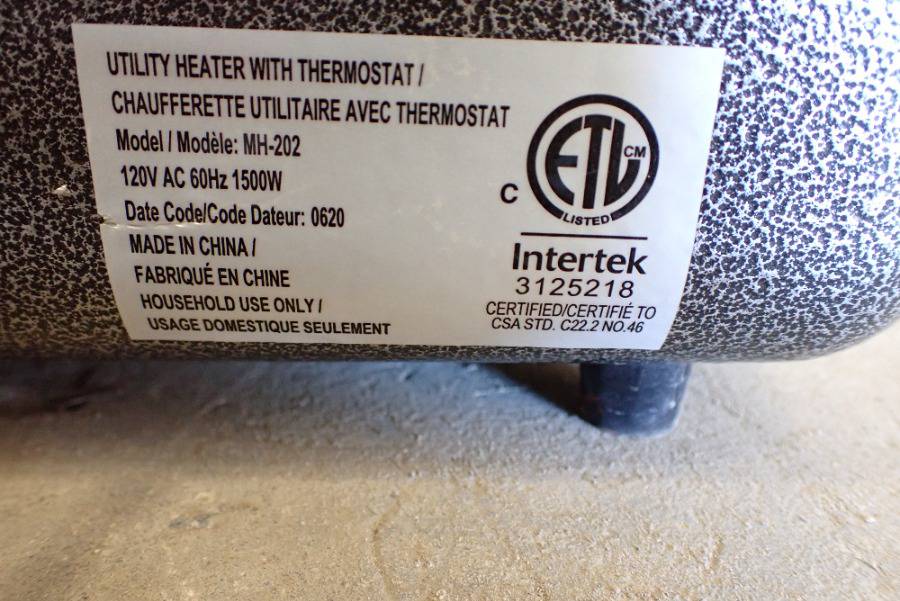 UTILITY HEATER WITH THERMOSTAT /
CHAUFFERETTE UTILITAIRE AVEC THERMOSTAT
Model / Modèle: MH-202
120V AC 60Hz 1500W
Date Code/Code Dateur: 0620
MADE IN CHINA /
FABRIQUÉ EN CHINE
HOUSEHOLD USE ONLY /
USAGE DOMESTIQUE SEULEMENT
C
ETL
CM
LISTED
Intertek
3125218
CERTIFIED/CERTIFIÉ TO
CSA STD. C22.2 NO.46